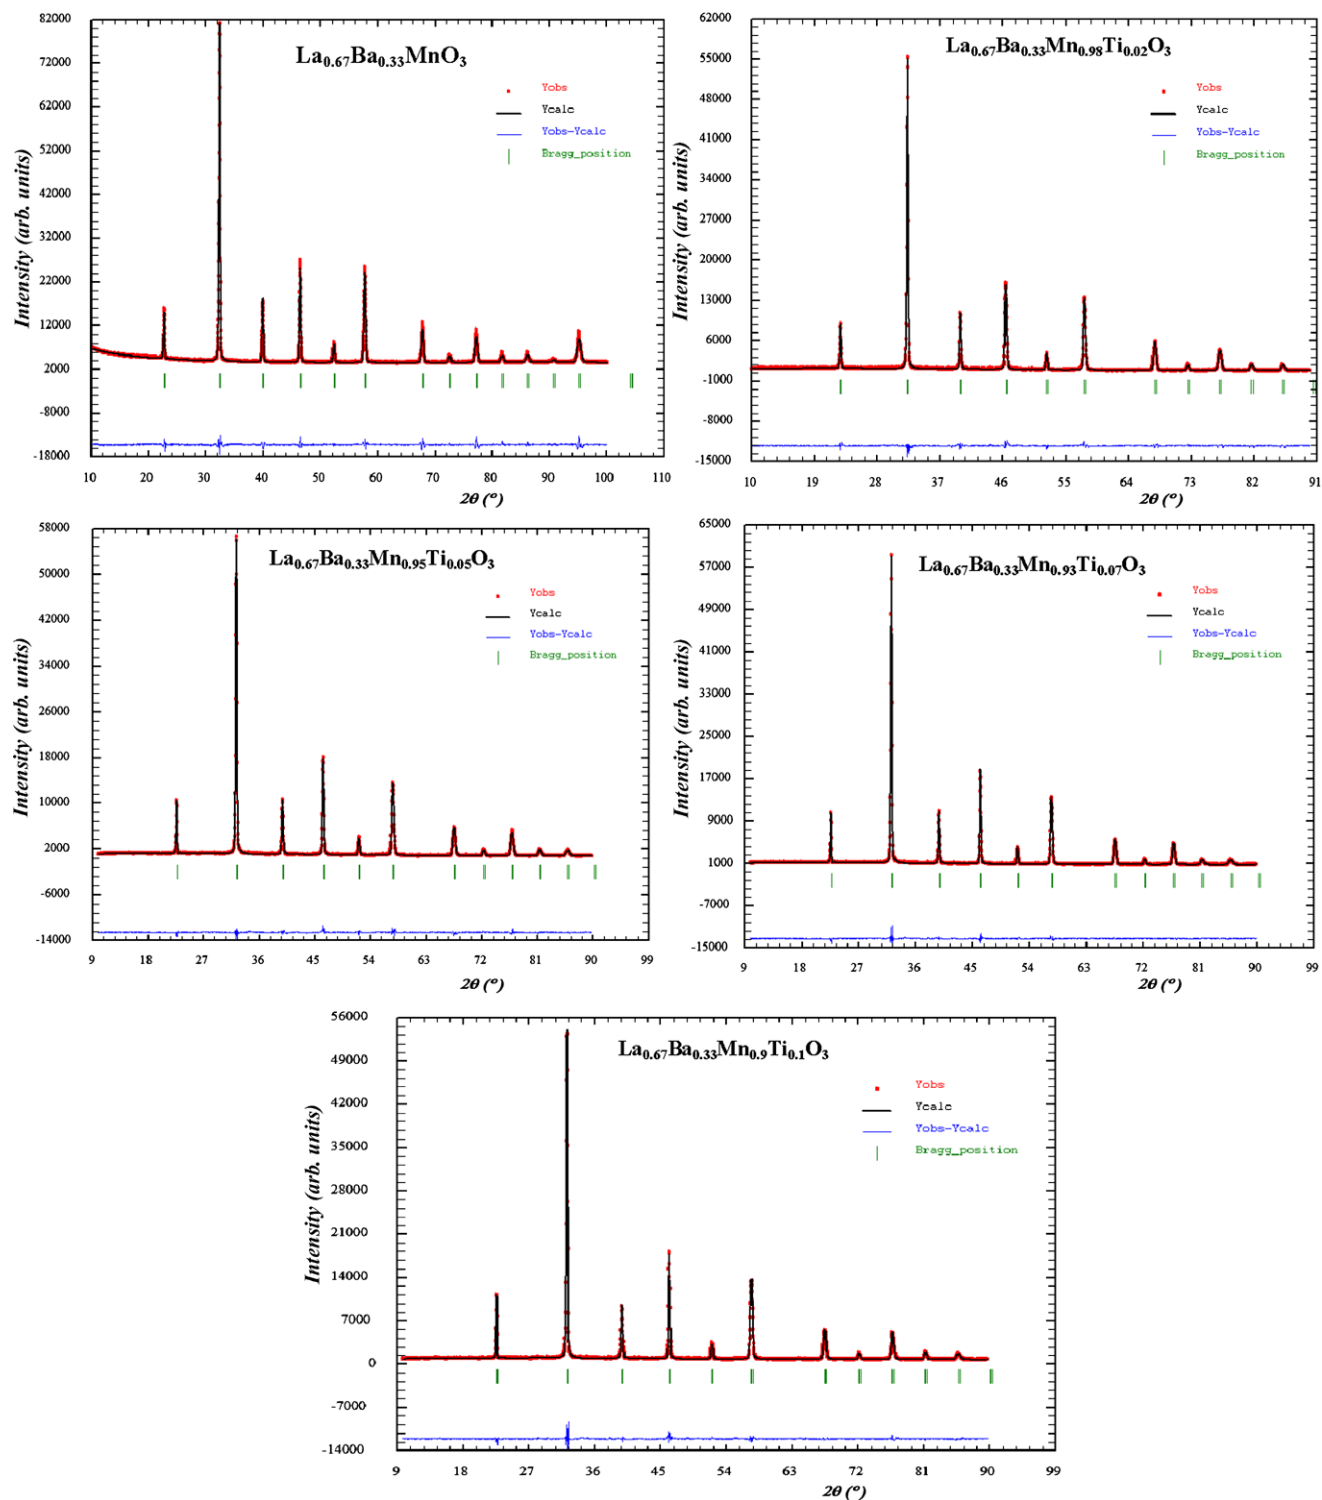 La0.67Ba0.33MnO3
Yobs
Ycalc
Yobs-Ycalc
Bragg_position
Intensity (arb. units)
82000
72000
62000
52000
42000
32000
22000
12000
2000
-8000
-18000
10 20 30 40 50 60 70 80 90 100 110
2θ (°)
La0.67Ba0.33Mn0.98Ti0.02O3
Yobs
Ycalc
Yobs-Ycalc
Bragg_position
Intensity (arb. units)
62000
55000
48000
41000
34000
27000
20000
13000
6000
-1000
-8000
-15000
10 19 28 37 46 55 64 73 82 91
2θ (°)
La0.67Ba0.33Mn0.95Ti0.05O3
Yobs
Ycalc
Yobs-Ycalc
Bragg_position
Intensity (arb. units)
58000
50000
42000
34000
26000
18000
10000
2000
-6000
-14000
9 18 27 36 45 54 63 72 81 90 99
2θ (°)
La0.67Ba0.33Mn0.93Ti0.07O3
Yobs
Ycalc
Yobs-Ycalc
Bragg_position
Intensity (arb. units)
65000
57000
49000
41000
33000
25000
17000
9000
1000
-7000
-15000
9 18 27 36 45 54 63 72 81 90 99
2θ (°)
La0.67Ba0.33Mn0.9Ti0.1O3
Yobs
Ycalc
Yobs-Ycalc
Bragg_position
Intensity (arb. units)
56000
49000
42000
35000
28000
21000
14000
7000
0
-7000
-14000
9 18 27 36 45 54 63 72 81 90 99
2θ (°)